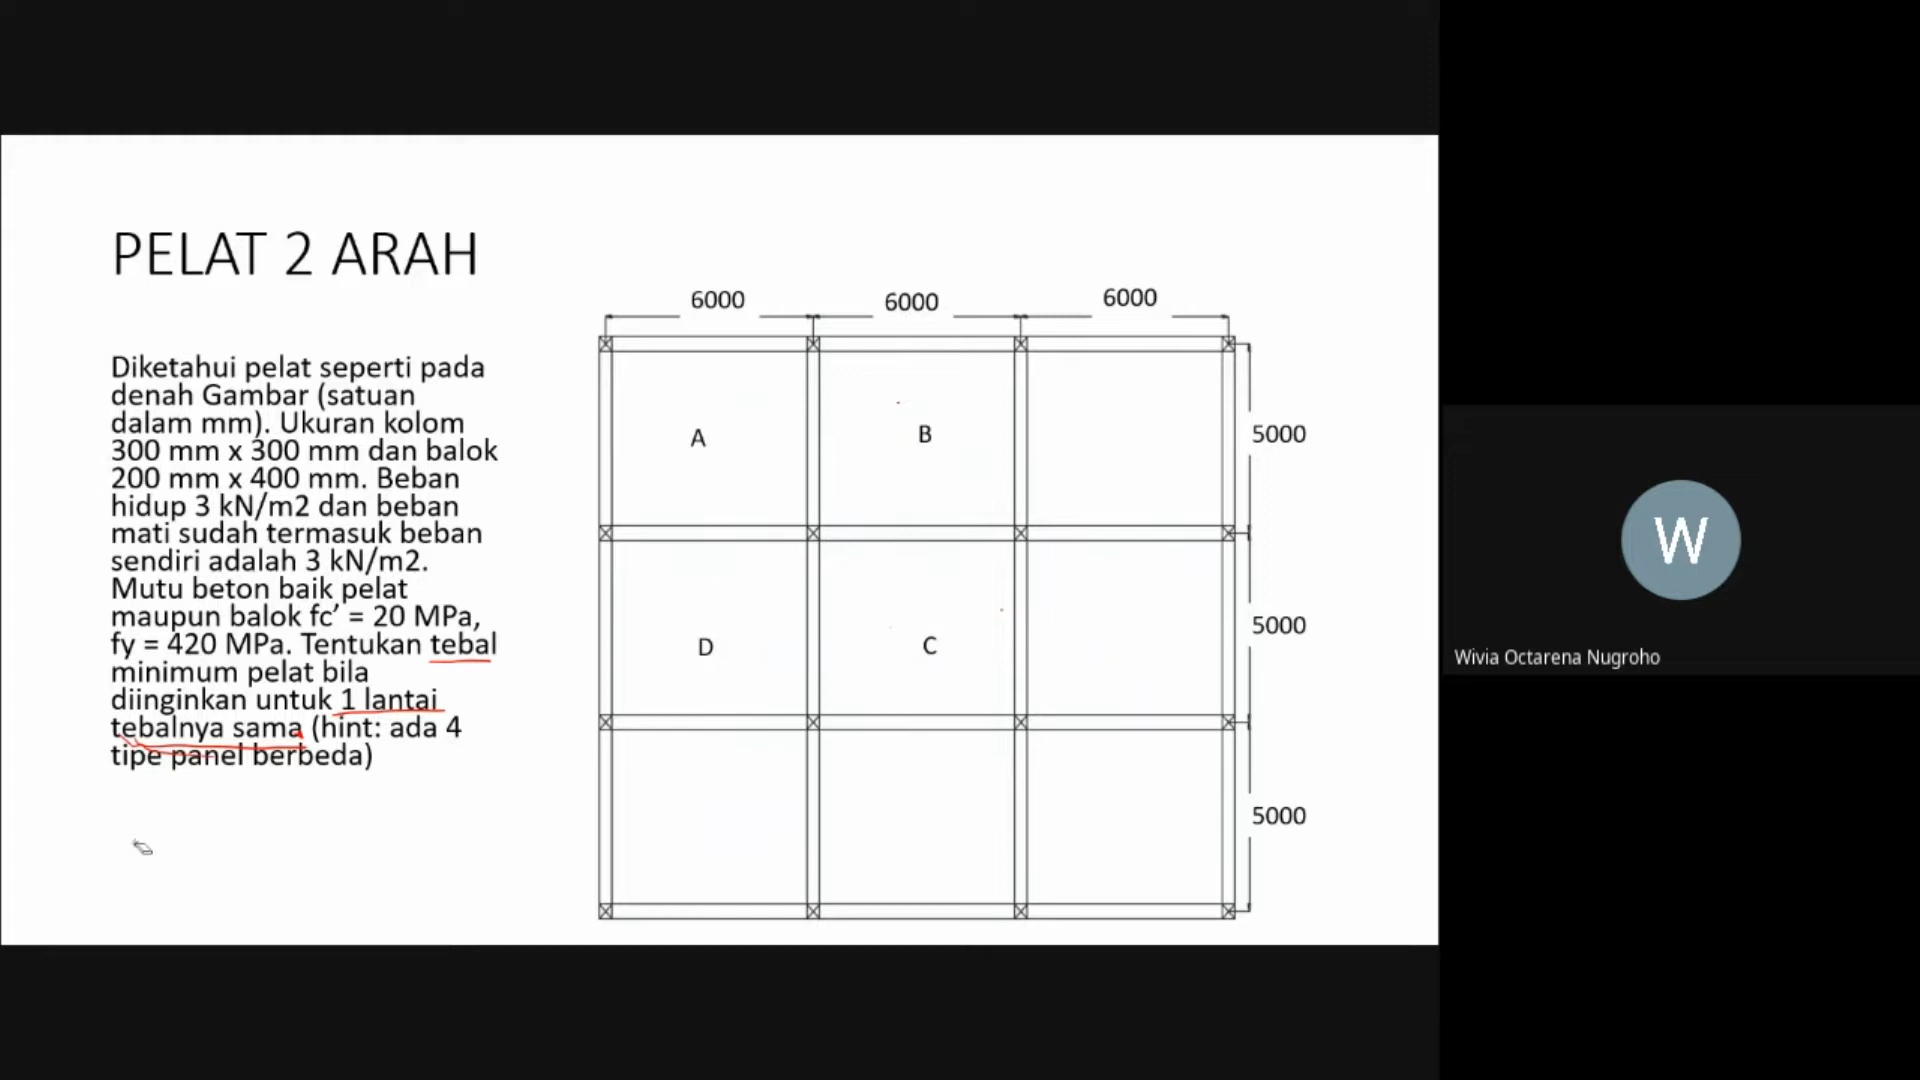 PELAT 2 ARAH
Diketahui pelat seperti pada
denah Gambar (satuan
dalam mm). Ukuran kolom
300 mm x 300 mm dan balok
200 mm x 400 mm. Beban
hidup 3 kN/m2 dan beban
mati sudah termasuk beban
sendiri adalah 3 kN/m2.
Mutu beton baik pelat
maupun balok fc’ = 20 MPa,
fy = 420 MPa. Tentukan tebal
minimum pelat bila
diinginkan untuk 1 lantai
tebalnya sama (hint: ada 4
tipe panel berbeda)
6000 6000 6000
A B
5000
D C
5000
5000
W
Wivia Octarena Nugroho